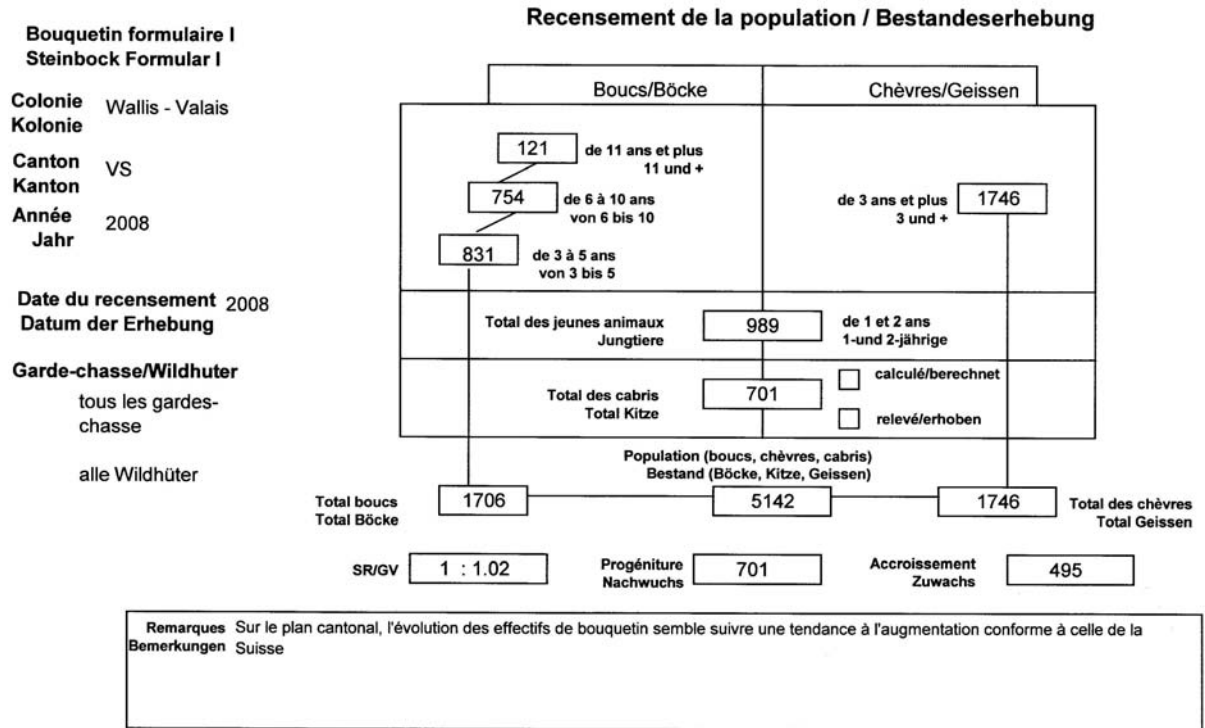 Recensement de la population / Bestandeserhebung
Bouquetin formulaire I
Steinbock Formular I
Colonie
Kolonie
Wallis - Valais
Canton
Kanton
VS
Année
Jahr
2008
Date du recensement 2008
Datum der Erhebung
Garde-chasse/Wildhuter
tous les gardes-
chasse
alle Wildhüter
Boucs/Böcke
Chèvres/Geissen
121
de 11 ans et plus
11 und +
754
de 6 à 10 ans
von 6 bis 10
831
de 3 à 5 ans
von 3 bis 5
de 3 ans et plus
3 und +
1746
Total des jeunes animaux
Jungtiere
989
de 1 et 2 ans
1-und 2-jährige
Total des cabris
Total Kitze
701
calculé/berechnet
relevé/erhoben
Population (boucs, chèvres, cabris)
Bestand (Böcke, Kitze, Geissen)
Total boucs
Total Böcke
1706
5142
1746
Total des chèvres
Total Geissen
SR/GV
1 : 1.02
Progéniture
Nachwuchs
701
Accroissement
Zuwachs
495
Remarques Sur le plan cantonal, l'évolution des effectifs de bouquetin semble suivre une tendance à l'augmentation conforme à celle de la
Bemerkungen Suisse